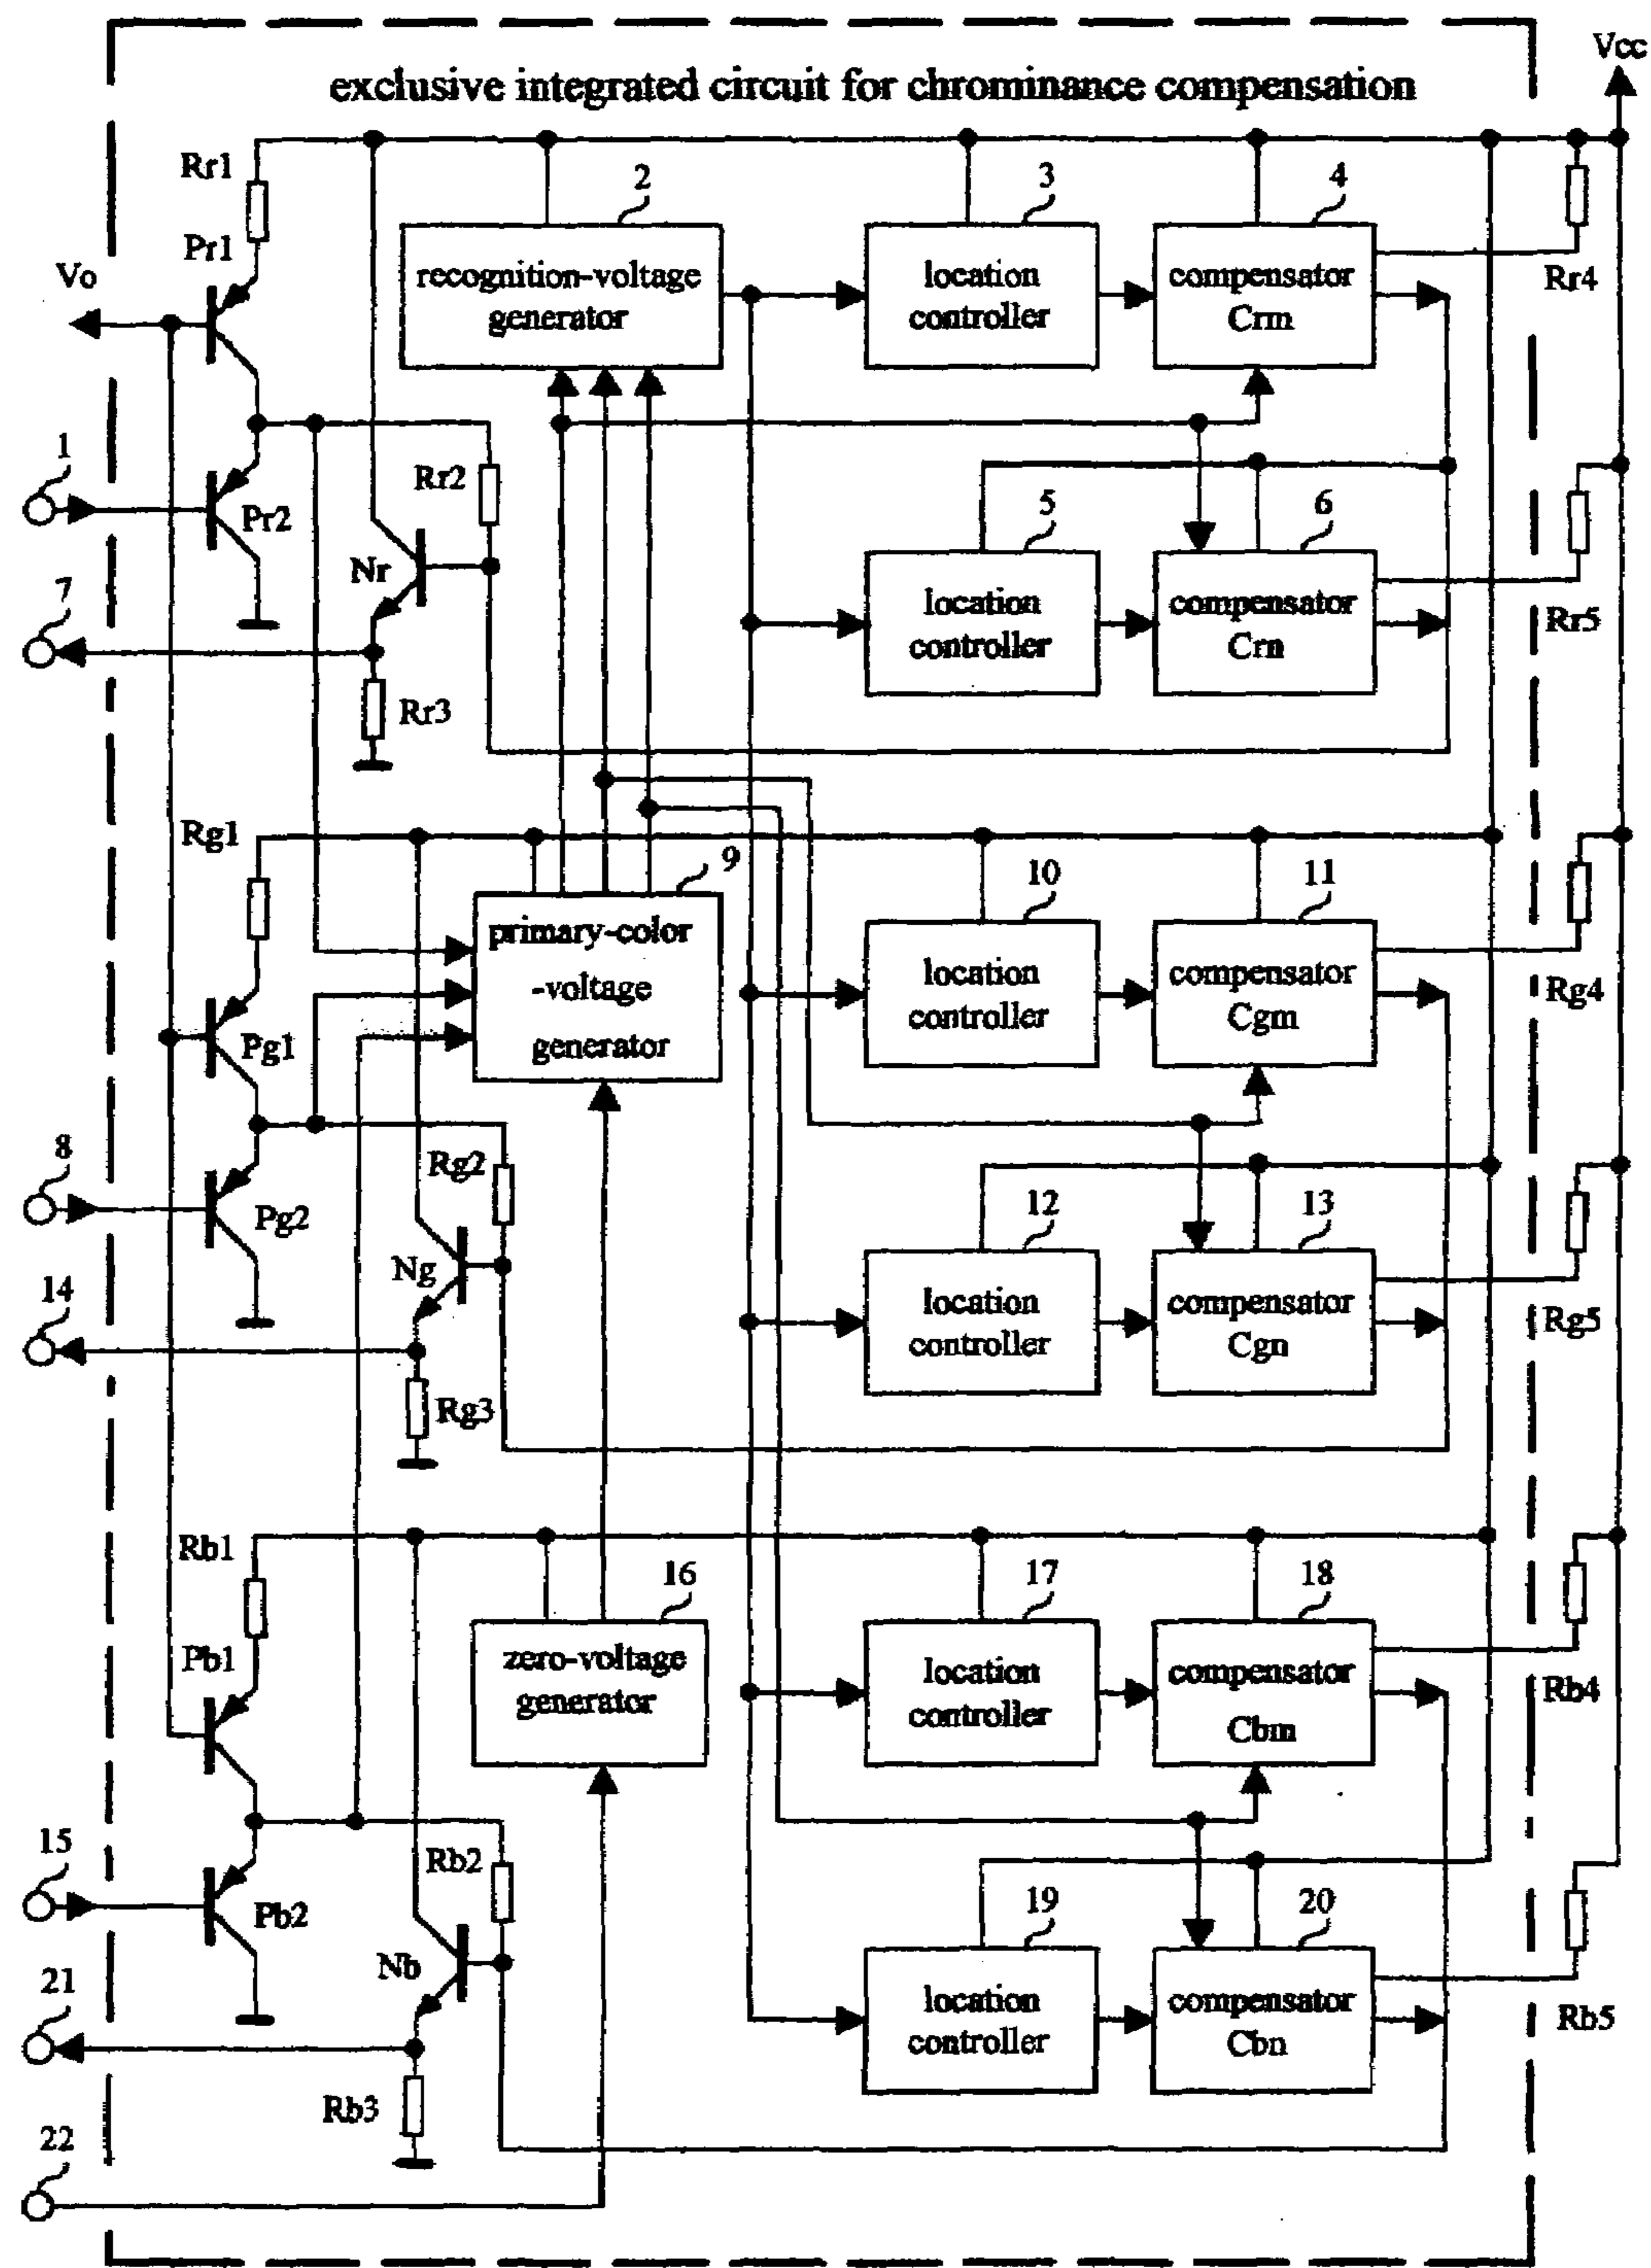 Vcc
exclusive integrated circuit for chrominance compensation
Rr1
2
3
4
Pr1
Vo
recognition-voltage
generator
location
controller
compensator
Crm
Rr4
1
Rr2
Pr2
5
6
Nr
7
location
controller
compensator
Crn
Rr5
Rr3
Rg1
9
10
11
primary-color
-voltage
generator
location
controller
compensator
Cgm
Rg4
Pg1
8
Rg2
Pg2
12
13
Ng
14
location
controller
compensator
Cgn
Rg5
Rg3
Rb1
16
17
18
Pb1
zero-voltage
generator
location
controller
compensator
Cbm
Rb4
15
Rb2
Pb2
19
20
Nb
21
location
controller
compensator
Cbn
Rb5
Rb3
22